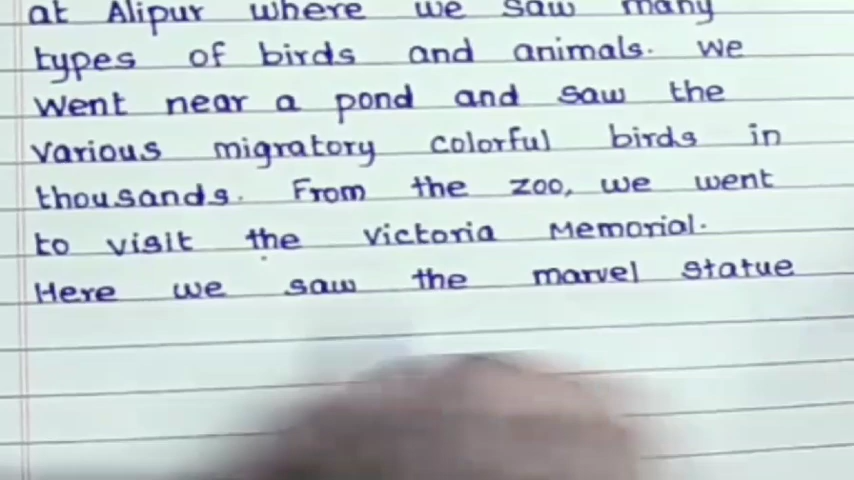 at Alipur where we saw many
types of birds and animals. we
went near a pond and saw the
various migratory colorful birds in
thousands. From the zoo, we went
to visit the victoria Memorial.
Here we saw the marvel statue